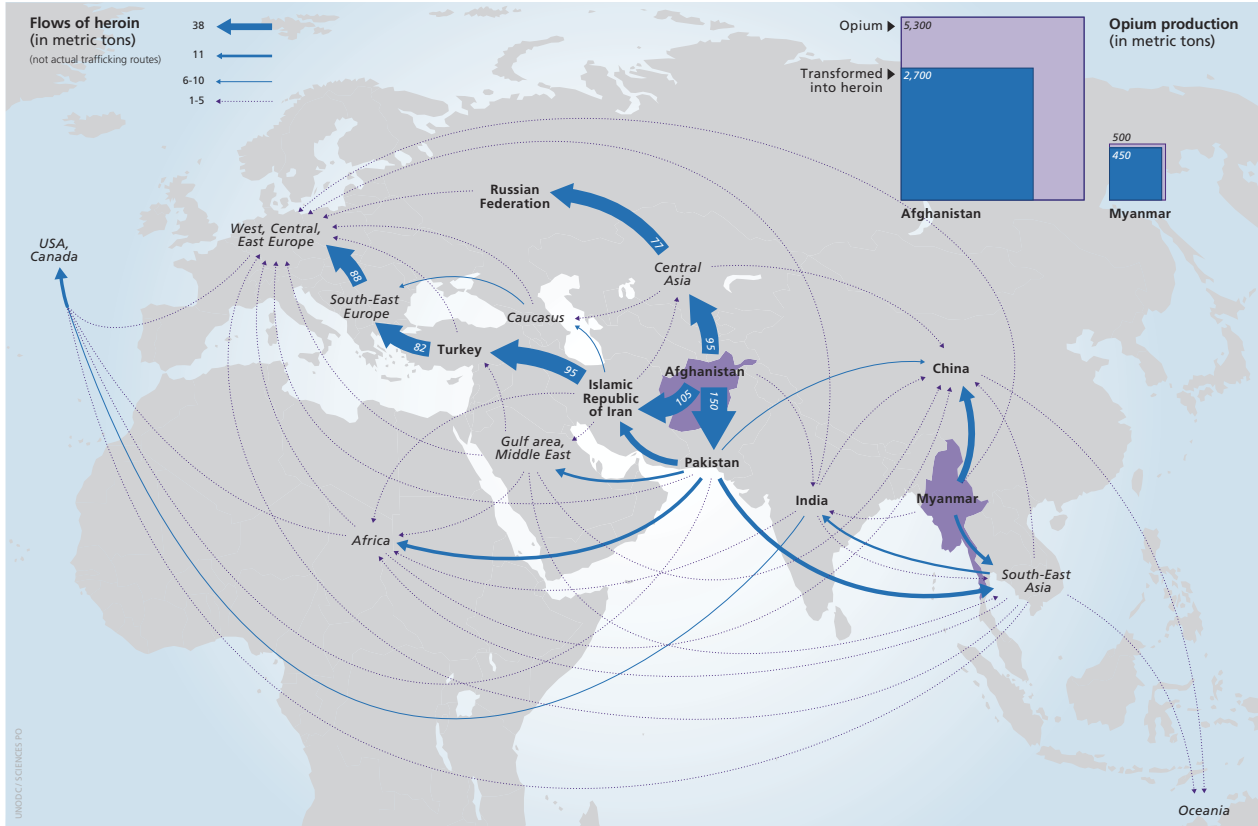 Flows of heroin
(in metric tons)
(not actual trafficking routes)
38
11
6-10
1-5
Opium
5,300
Transformed
into heroin
2,700
Afghanistan
Opium production
(in metric tons)
500
450
Myanmar
USA,
Canada
West, Central,
East Europe
Russian
Federation
77
88
South-East
Europe
82
Turkey
Caucasus
95
Central
Asia
95
Afghanistan
105
150
Islamic
Republic
of Iran
Gulf area,
Middle East
Pakistan
Africa
India
China
Myanmar
South-East
Asia
Oceania
UNODC / SCIENCES PO